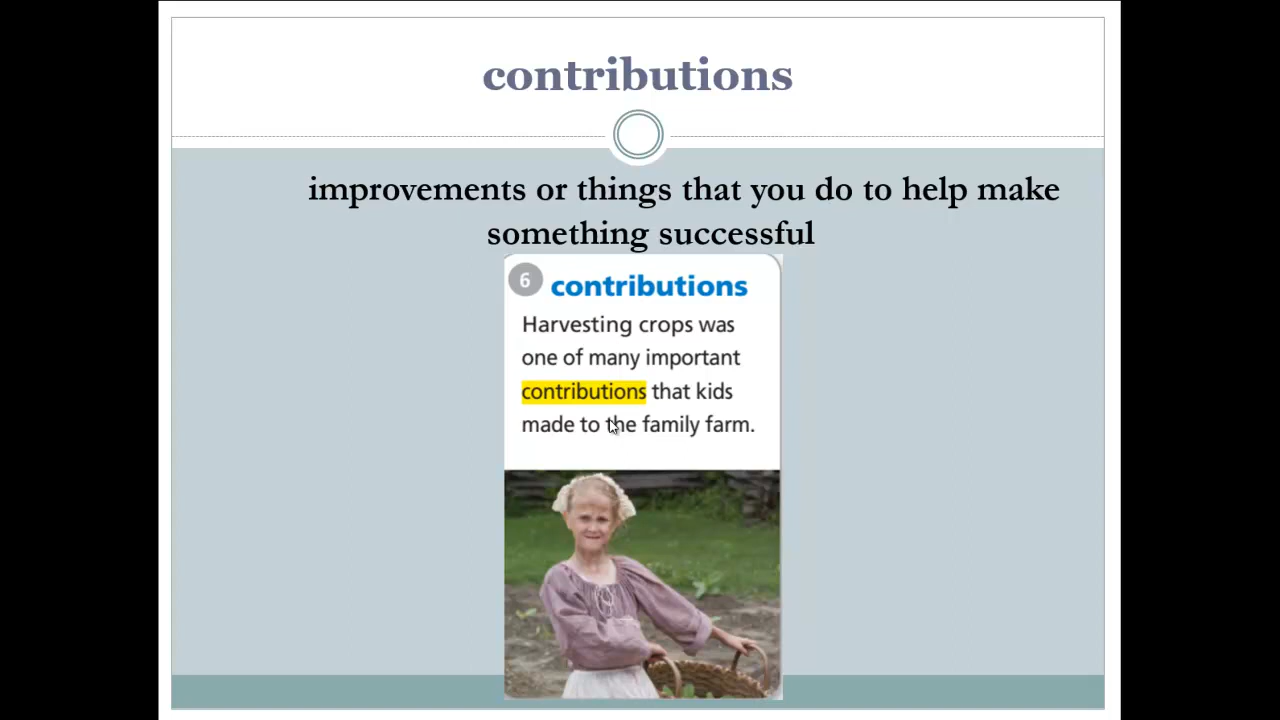 contributions
improvements or things that you do to help make
something successful
6 contributions
Harvesting crops was
one of many important
contributions that kids
made to the family farm.